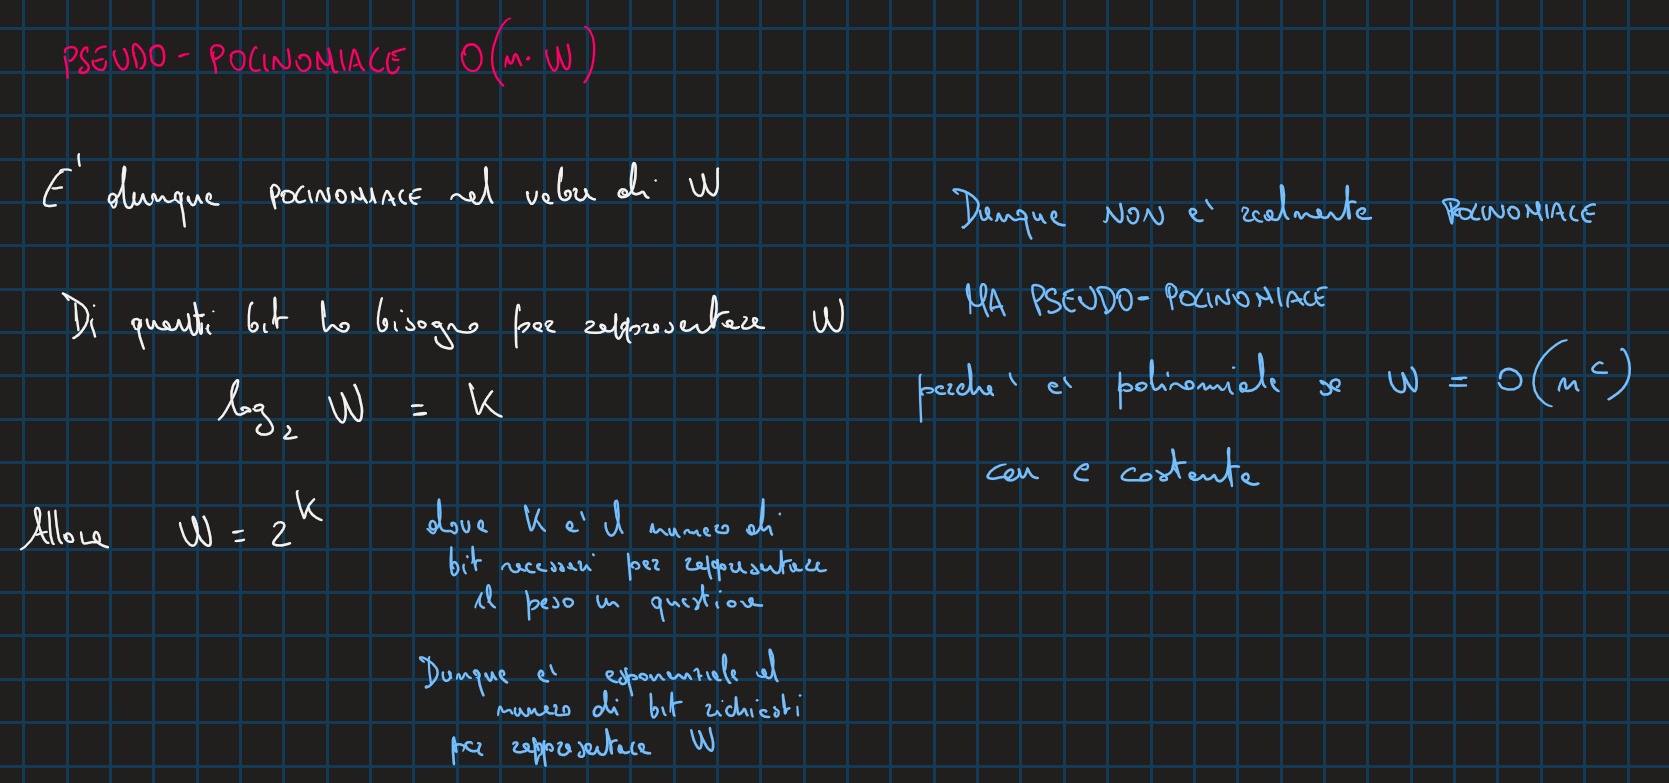 PSEUDO-POLINOMIALE O(n·W)
E' dunque POLINOMIALE nel valore di W
Di quanti bit ho bisogno per rappresentare W
log₂ W = K
Allora W = 2^K
dove K e' il numero di
bit necessari per rappresentare
il peso in questione
Dunque e' esponenziale al
numero di bit richiesti
per rappresentare W
Dunque NON e' realmente POLINOMIALE
MA PSEUDO-POLINOMIALE
perche' e' polinomiale se W = O(n^c)
con c costante